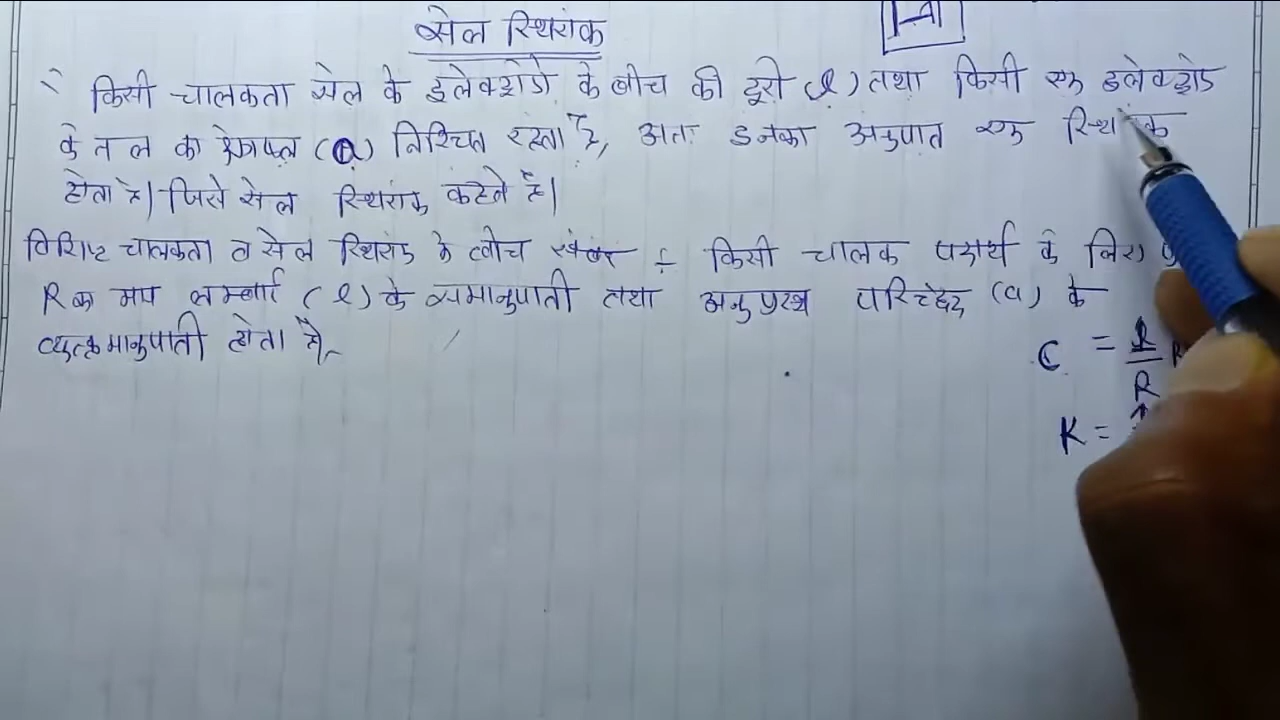 सेल स्थिरांक
किसी चालकता सेल के इलेक्ट्रोडो के बीच की दूरी (l) तथा किसी एक इलेक्ट्रोड
के तल का क्षेत्रफल (a) निश्चित रहता है, अतः इनका अनुपात एक
होता है। जिसे सेल स्थिरांक कहते है।
विशिष्ट चालकता व सेल स्थिरांक के बीच संबंध ÷ किसी चालक पदार्थ के लिए
R का माप लम्बाई (l) के समानुपाती तथा अनुप्रस्थ परिच्छेद (a) के
व्युत्क्रमानुपाती होता है,
C =
R
K =